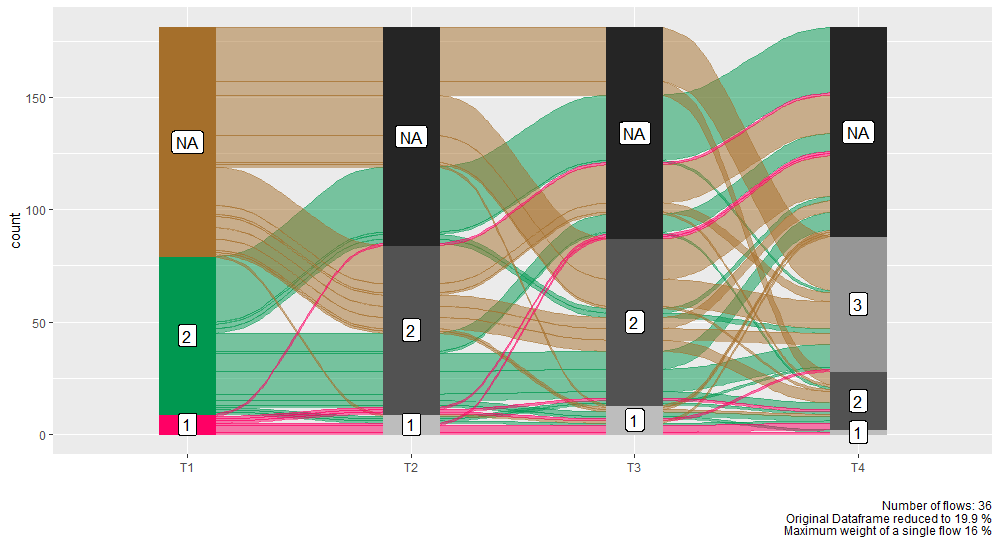 150
100
50
0
count
NA
2
1
NA
2
1
NA
2
1
NA
3
2
1
T1 T2 T3 T4
Number of flows: 36
Original Dataframe reduced to 19.9 %
Maximum weight of a single flow 16 %